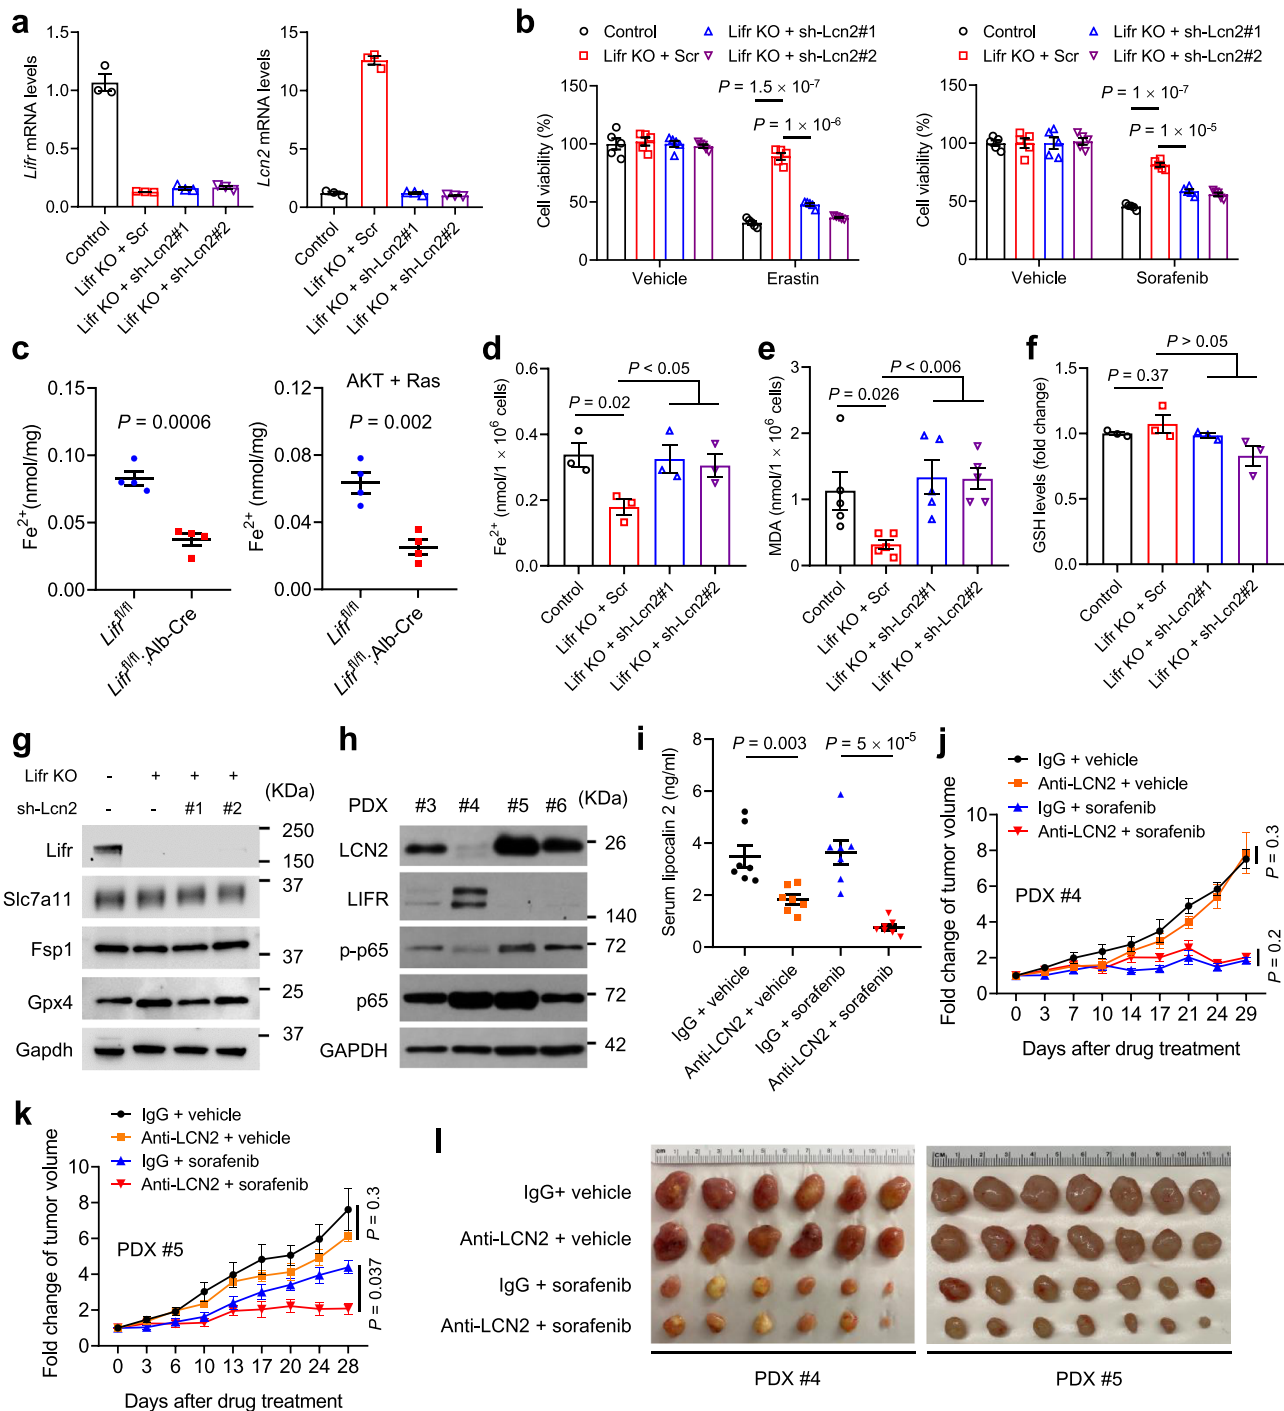 a
Lifr mRNA levels
1.5
1.0
0.5
0.0
Control
Lifr KO + Scr
Lifr KO + sh-Lcn2#1
Lifr KO + sh-Lcn2#2
Lcn2 mRNA levels
15
12
9
6
3
0
Control
Lifr KO + Scr
Lifr KO + sh-Lcn2#1
Lifr KO + sh-Lcn2#2
b
Control
Lifr KO + sh-Lcn2#1
Lifr KO + Scr
Lifr KO + sh-Lcn2#2
Cell viability (%)
150
100
50
0
P = 1.5 × 10⁻⁷
P = 1 × 10⁻⁶
Vehicle
Erastin
Control
Lifr KO + sh-Lcn2#1
Lifr KO + Scr
Lifr KO + sh-Lcn2#2
Cell viability (%)
150
100
50
0
P = 1 × 10⁻⁷
P = 1 × 10⁻⁵
Vehicle
Sorafenib
c
Fe²⁺(nmol/mg)
0.15
0.10
0.05
0.00
P = 0.0006
Lifr^fl/fl
Lifr^fl/fl;Alb-Cre
Fe²⁺ (nmol/mg)
0.12
0.08
0.04
0.00
AKT + Ras
P = 0.002
Lifr^fl/fl
Lifr^fl/fl;Alb-Cre
d
Fe²⁺ (nmol/1 × 10⁶ cells)
0.6
0.4
0.2
0.0
P < 0.05
P = 0.02
Control
Lifr KO + Scr
Lifr KO + sh-Lcn2#1
Lifr KO + sh-Lcn2#2
e
MDA (nmol/1 × 10⁶ cells)
3
2
1
0
P < 0.006
P = 0.026
Control
Lifr KO + Scr
Lifr KO + sh-Lcn2#1
Lifr KO + sh-Lcn2#2
f
GSH levels (fold change)
1.5
1.0
0.5
0.0
P > 0.05
P = 0.37
Control
Lifr KO + Scr
Lifr KO + sh-Lcn2#1
Lifr KO + sh-Lcn2#2
g
Lifr KO - + + +
sh-Lcn2 - - #1 #2
(KDa)
Lifr
250
150
Slc7a11
37
Fsp1
37
Gpx4
25
Gapdh
37
h
PDX #3 #4 #5 #6 (KDa)
LCN2 26
LIFR
140
p-p65 72
p65 72
GAPDH 42
i
Serum lipocalin 2 (ng/ml)
8
6
4
2
0
P = 0.003
P = 5 × 10⁻⁵
IgG + vehicle
Anti-LCN2 + vehicle
IgG + sorafenib
Anti-LCN2 + sorafenib
j
IgG + vehicle
Anti-LCN2 + vehicle
IgG + sorafenib
Anti-LCN2 + sorafenib
Fold change of tumor volume
10
8
6
4
2
0
PDX #4
P = 0.3
P = 0.2
0 3 7 10 14 17 21 24 29
Days after drug treatment
k
IgG + vehicle
Anti-LCN2 + vehicle
IgG + sorafenib
Anti-LCN2 + sorafenib
Fold change of tumor volume
10
8
6
4
2
0
PDX #5
P = 0.3
P = 0.037
0 3 6 10 13 17 20 24 28
Days after drug treatment
l
IgG+ vehicle
Anti-LCN2 + vehicle
IgG + sorafenib
Anti-LCN2 + sorafenib
PDX #4
PDX #5